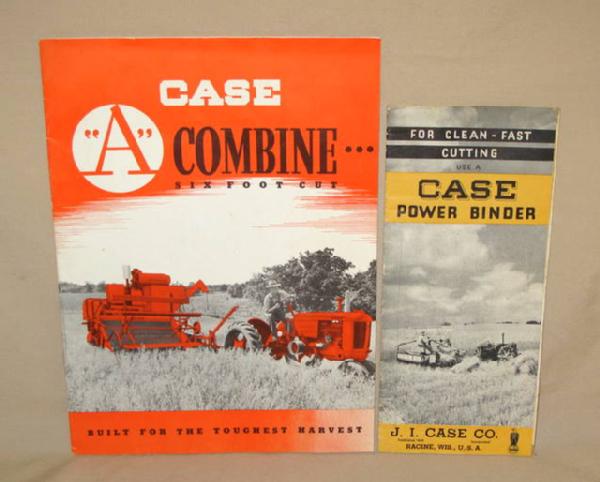 CASE
"A" COMBINE...
SIX FOOT CUT
BUILT FOR THE TOUGHEST HARVEST
FOR CLEAN - FAST
CUTTING
USE A
CASE
POWER BINDER
J. I. CASE CO.
RACINE, WIS., U. S. A.